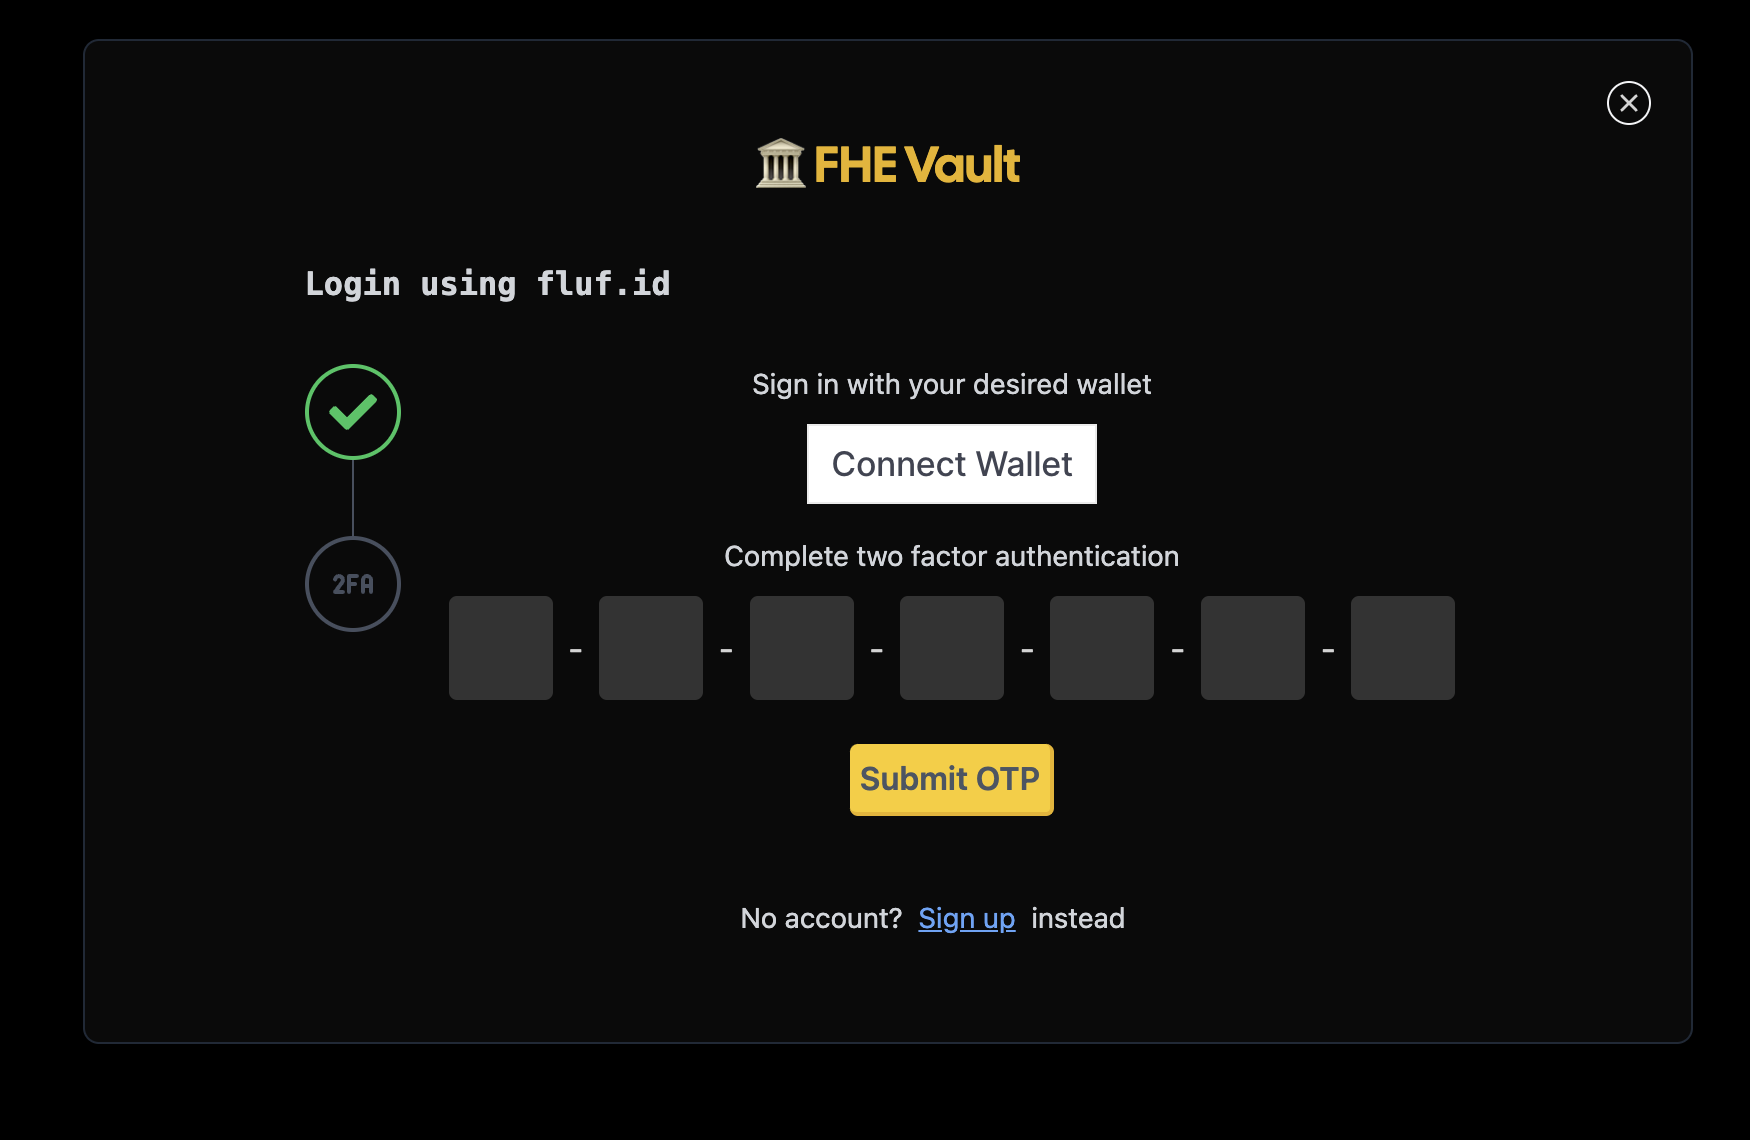 FHE Vault
Login using fluf.id
Sign in with your desired wallet
Connect Wallet
Complete two factor authentication
2FA
- - - - - -
Submit OTP
No account? Sign up instead